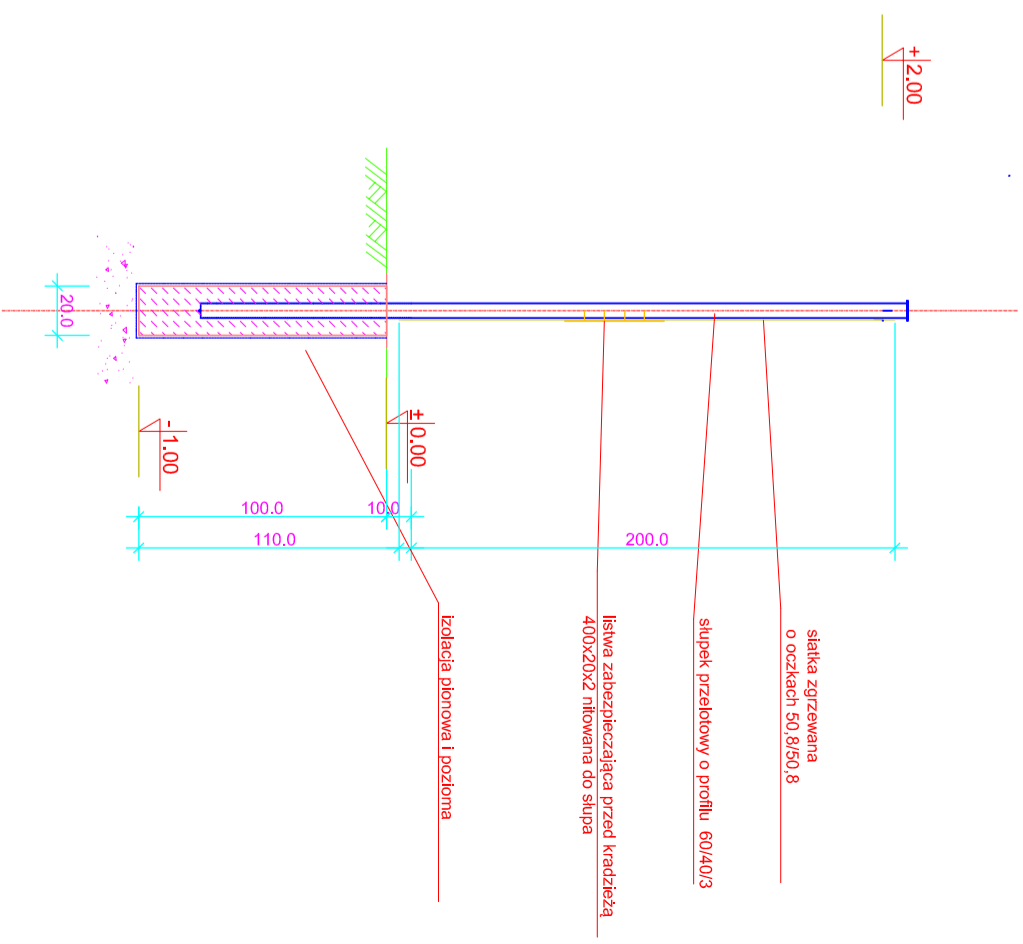 + 2.00
siatka zgrzewana
o oczkach 50,8/50,8
słupek przelotowy o profilu 60/40/3
listwa zabezpieczająca przed kradzieżą
400x20x2 nitowana do słupa
izolacja pionowa i pozioma
± 0.00
- 1.00
20.0
100.0
10.0
110.0
200.0